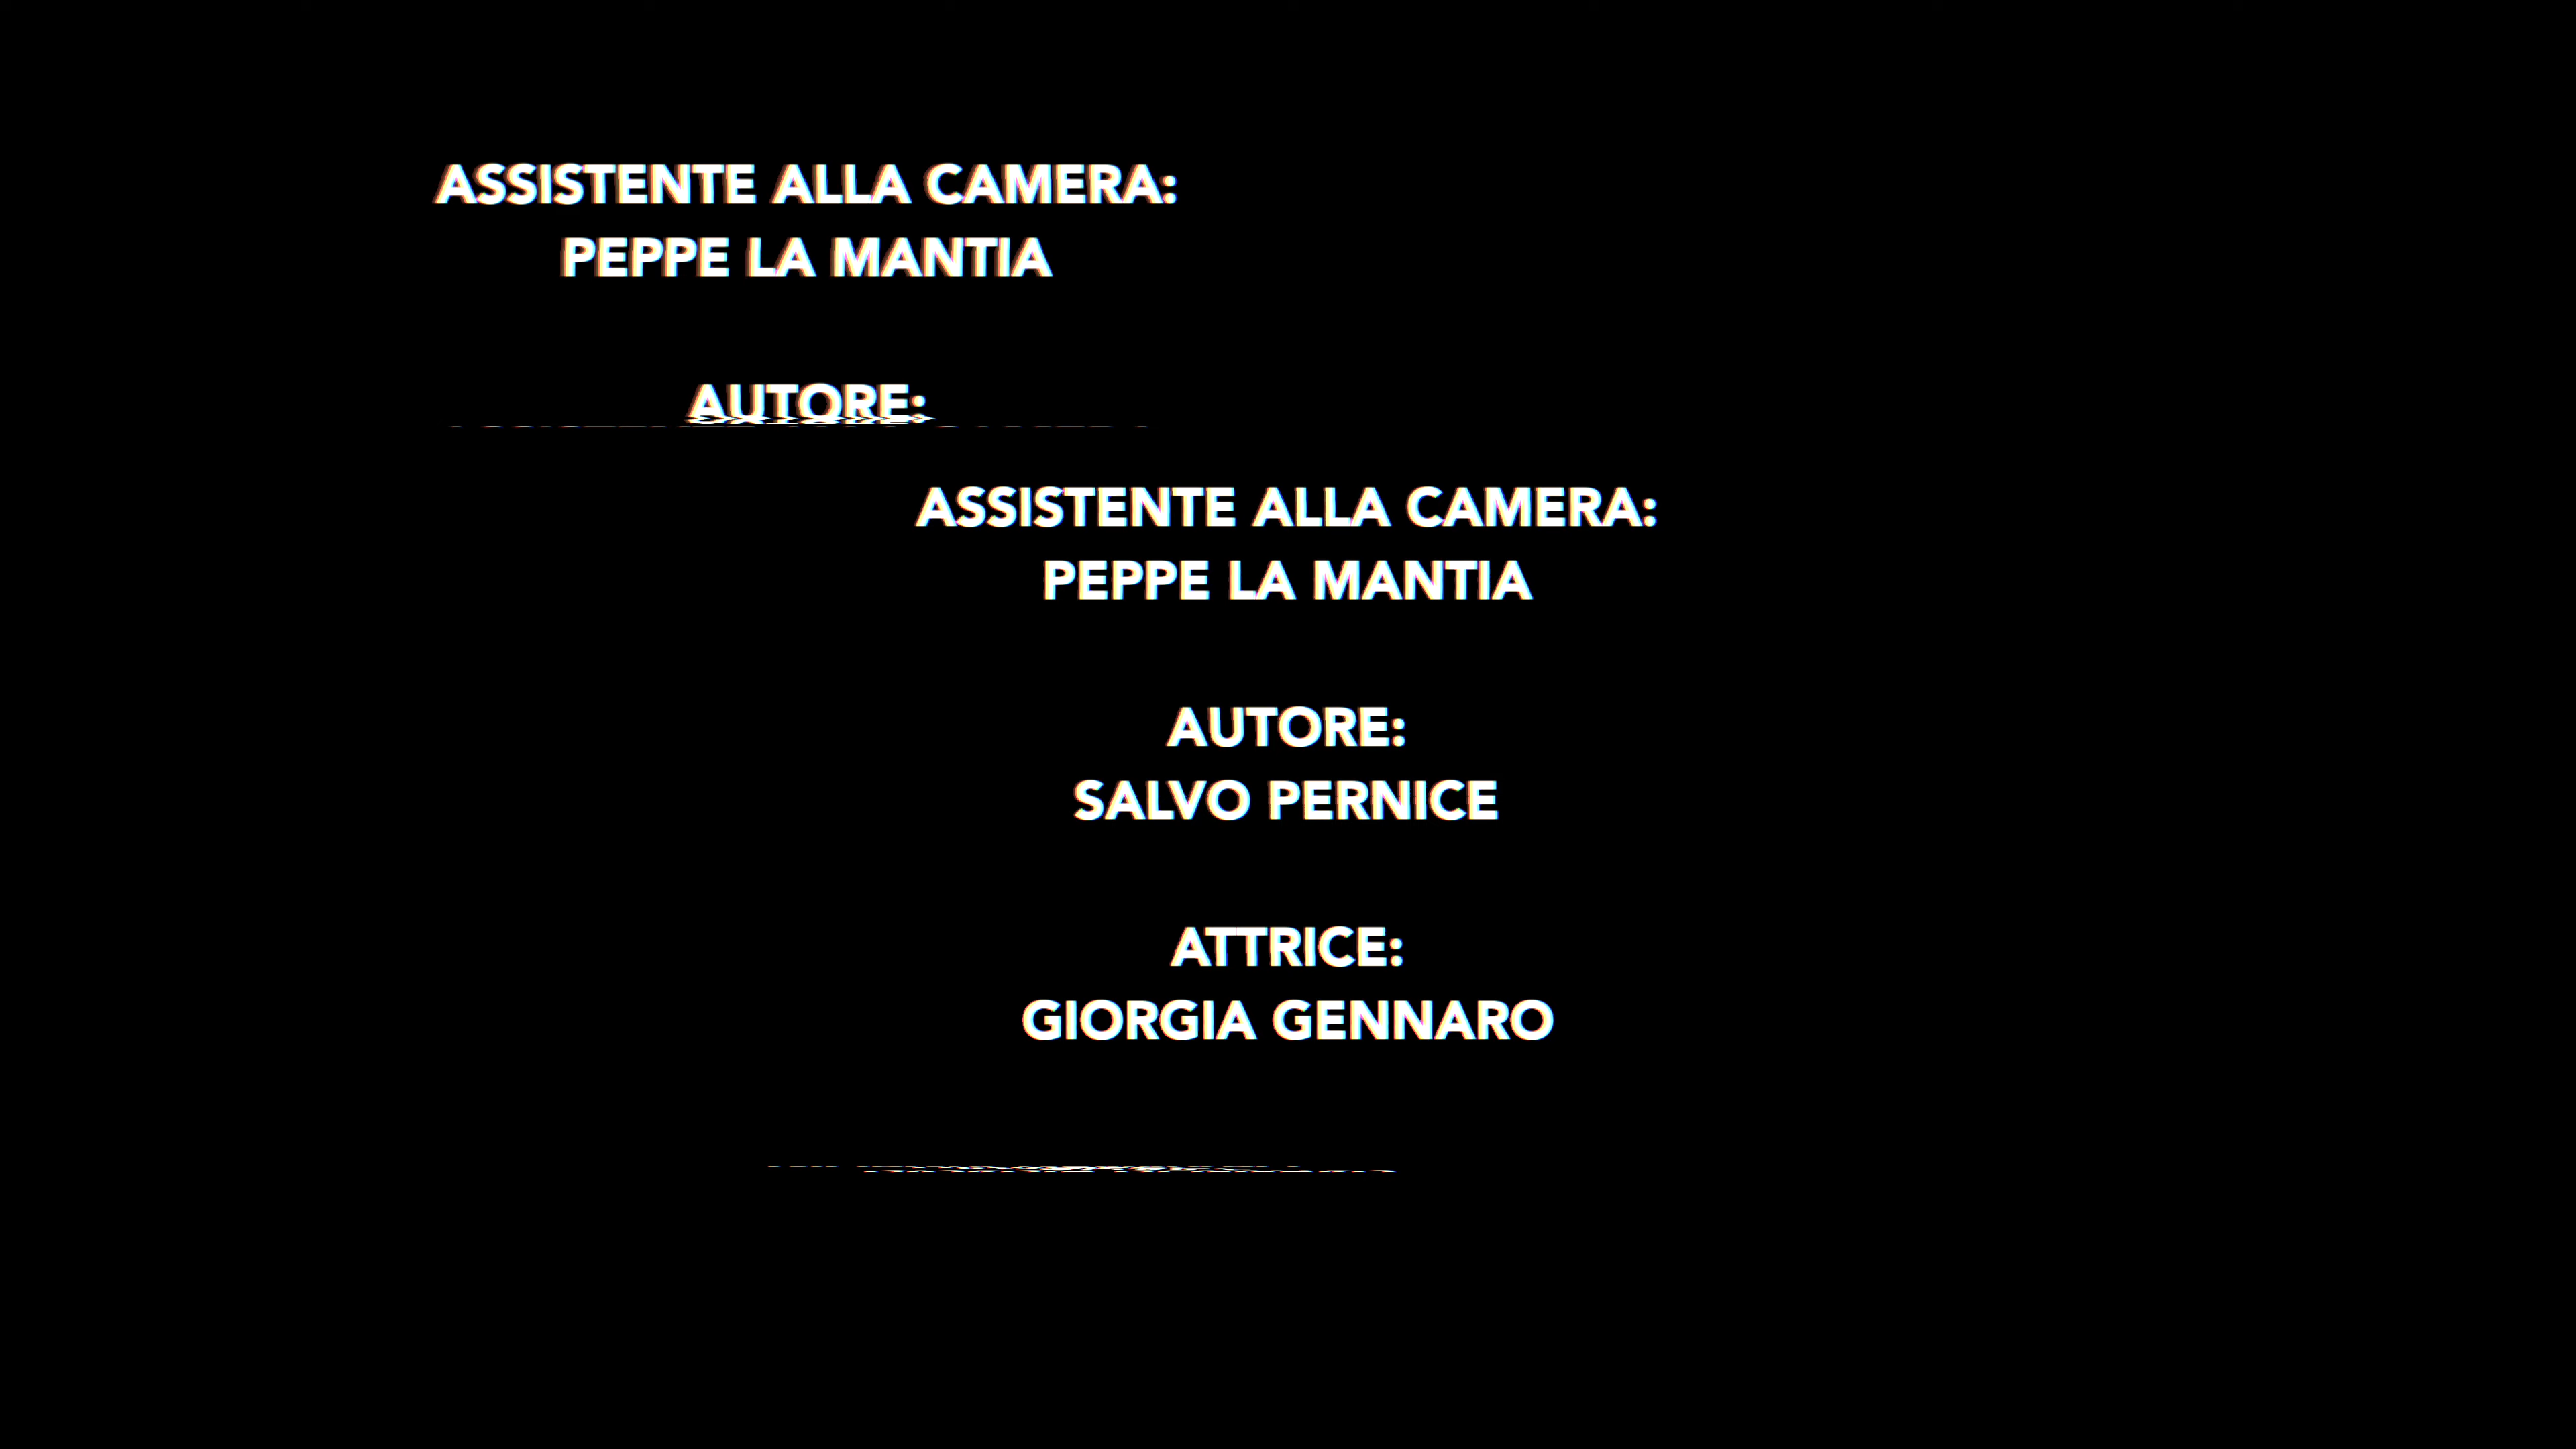 ASSISTENTE ALLA CAMERA:
PEPPE LA MANTIA
AUTORE:
ASSISTENTE ALLA CAMERA:
PEPPE LA MANTIA
AUTORE:
SALVO PERNICE
ATTRICE:
GIORGIA GENNARO